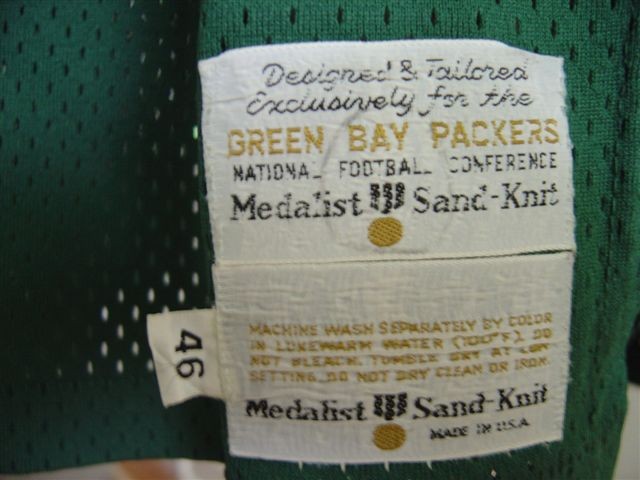 Designed & Tailored
Exclusively for the
GREEN BAY PACKERS
NATIONAL FOOTBALL CONFERENCE
Medalist Sand-Knit
MACHINE WASH SEPARATELY BY COLOR
IN LUKEWARM WATER (100°F). DO
NOT BLEACH. TUMBLE DRY AT LOW
SETTING. DO NOT DRY CLEAN OR IRON.
Medalist Sand-Knit
MADE IN U.S.A.
46